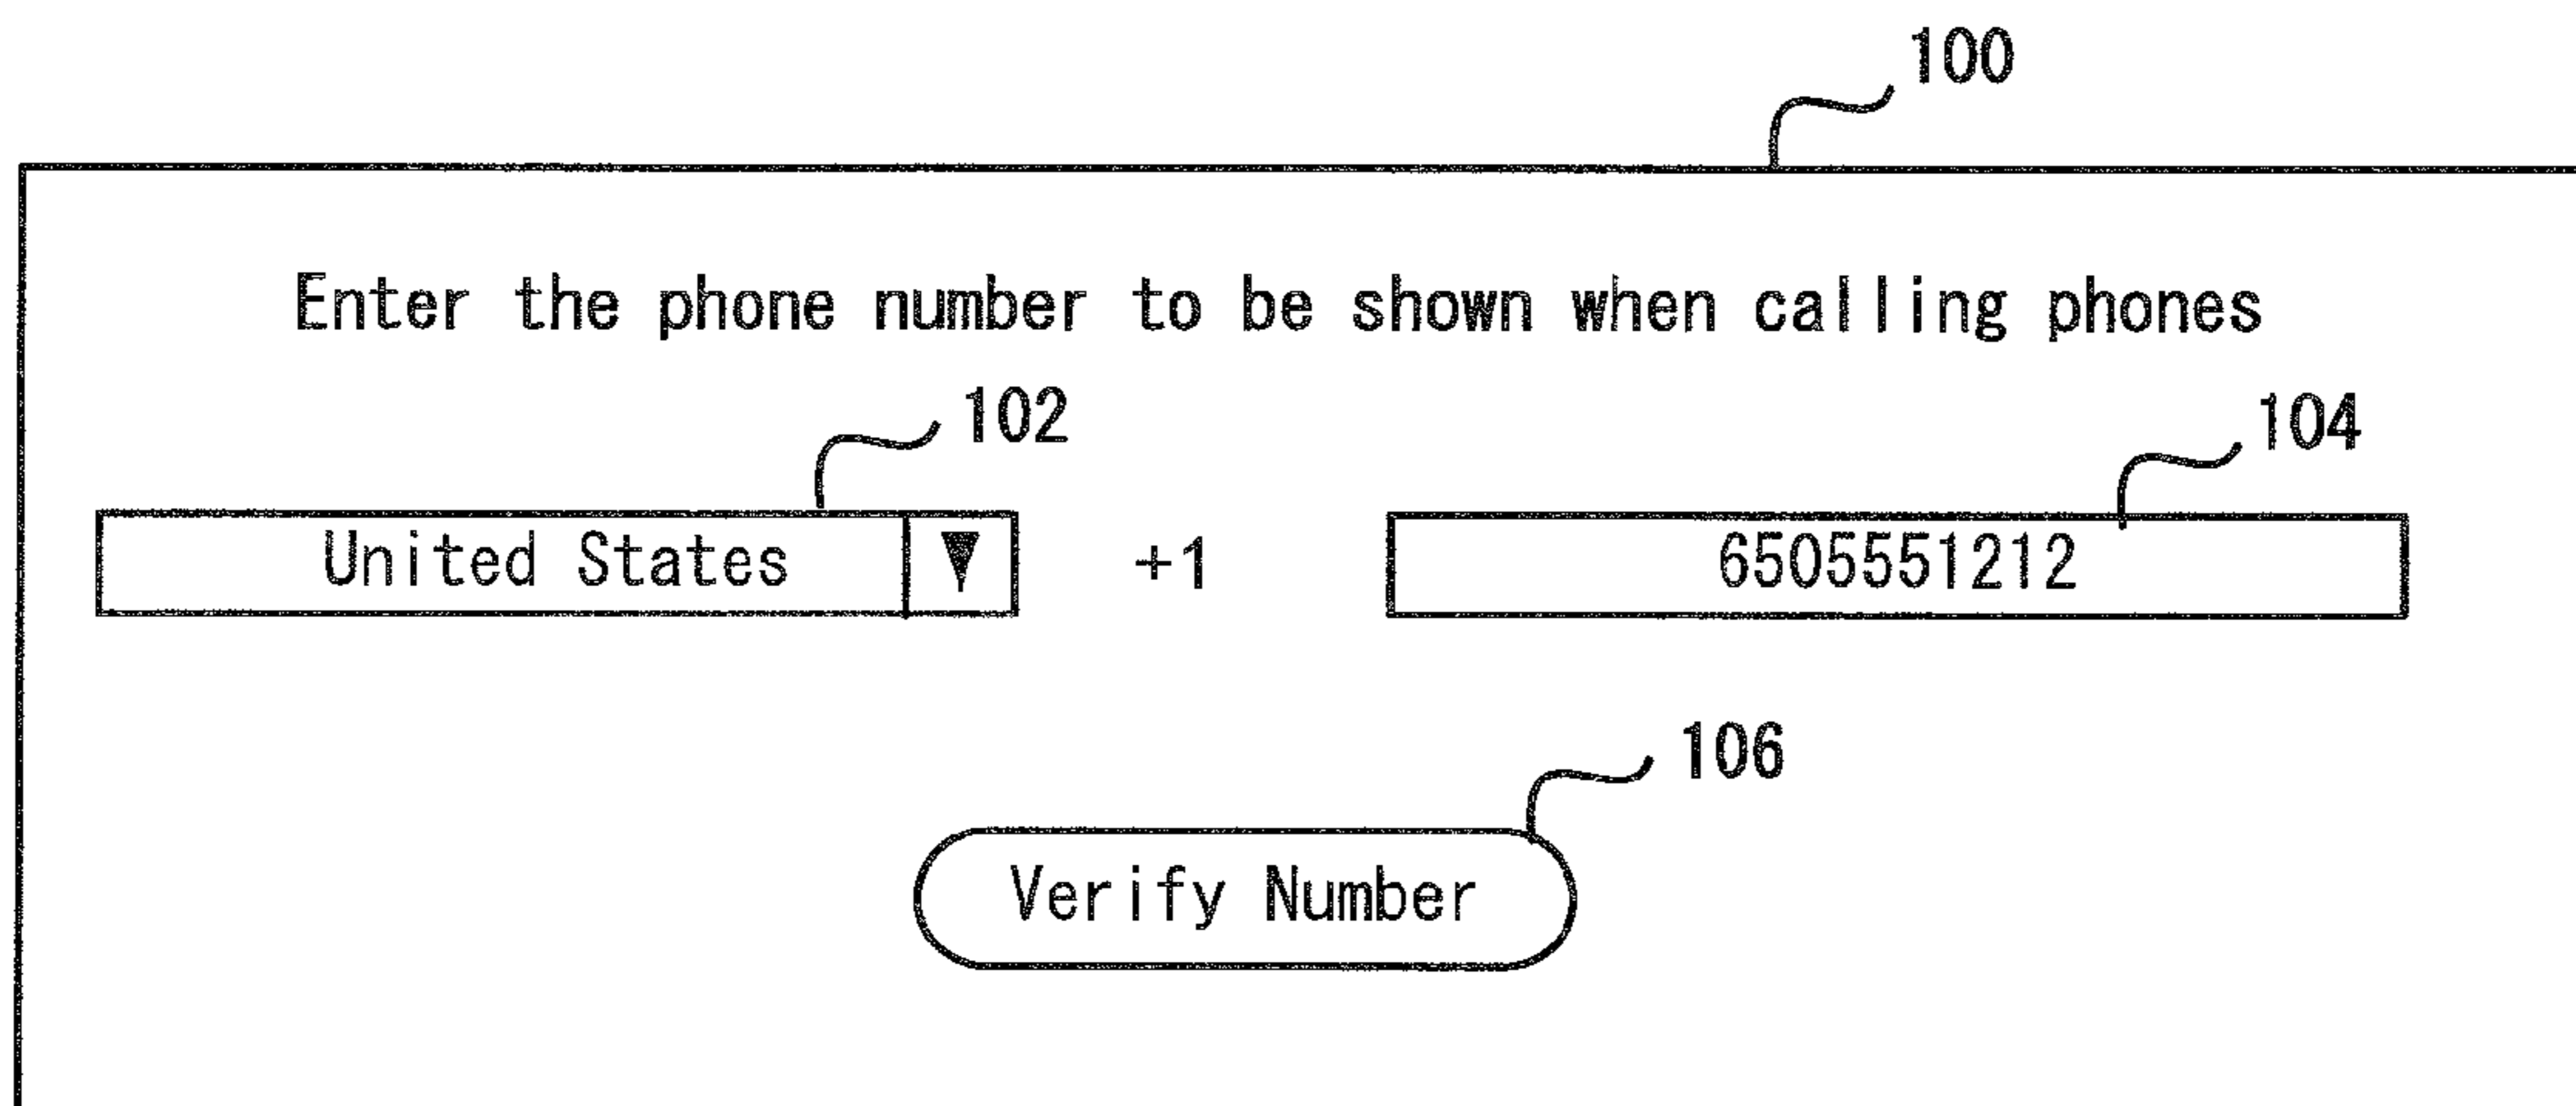 100
Enter the phone number to be shown when calling phones
102
104
United States ▼ +1 6505551212
106
Verify Number